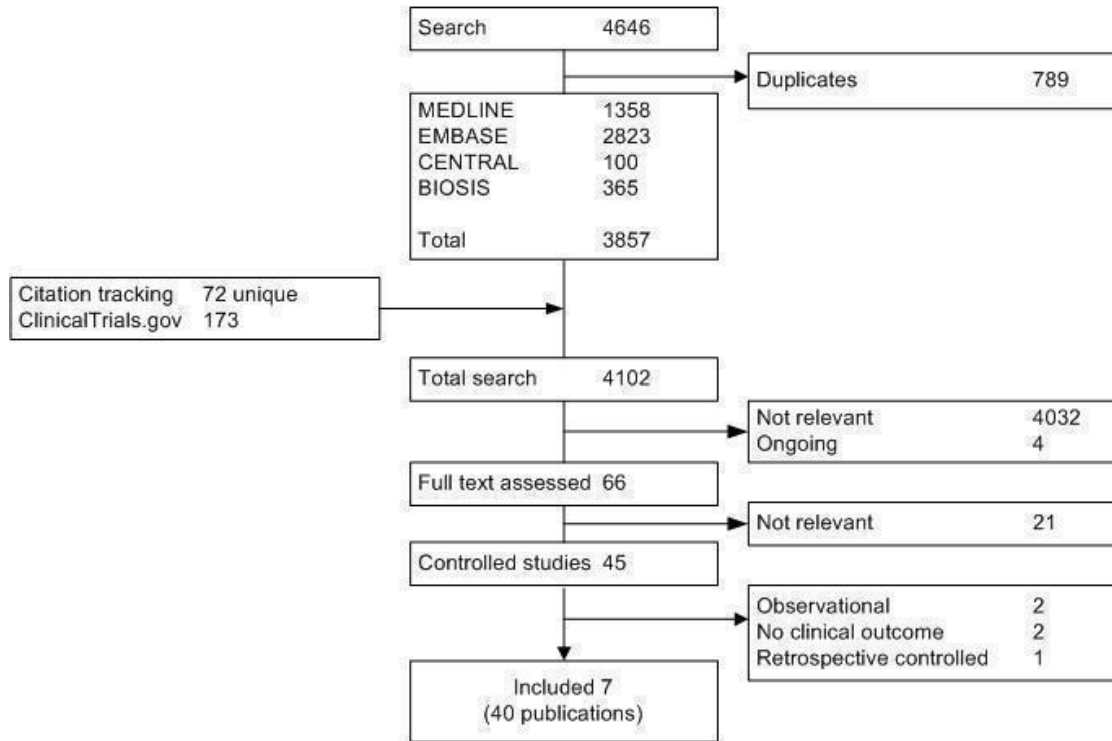 Search 4646
Duplicates 789
MEDLINE 1358
EMBASE 2823
CENTRAL 100
BIOSIS 365
Total 3857
Citation tracking 72 unique
ClinicalTrials.gov 173
Total search 4102
Not relevant 4032
Ongoing 4
Full text assessed 66
Not relevant 21
Controlled studies 45
Observational 2
No clinical outcome 2
Retrospective controlled 1
Included 7
(40 publications)